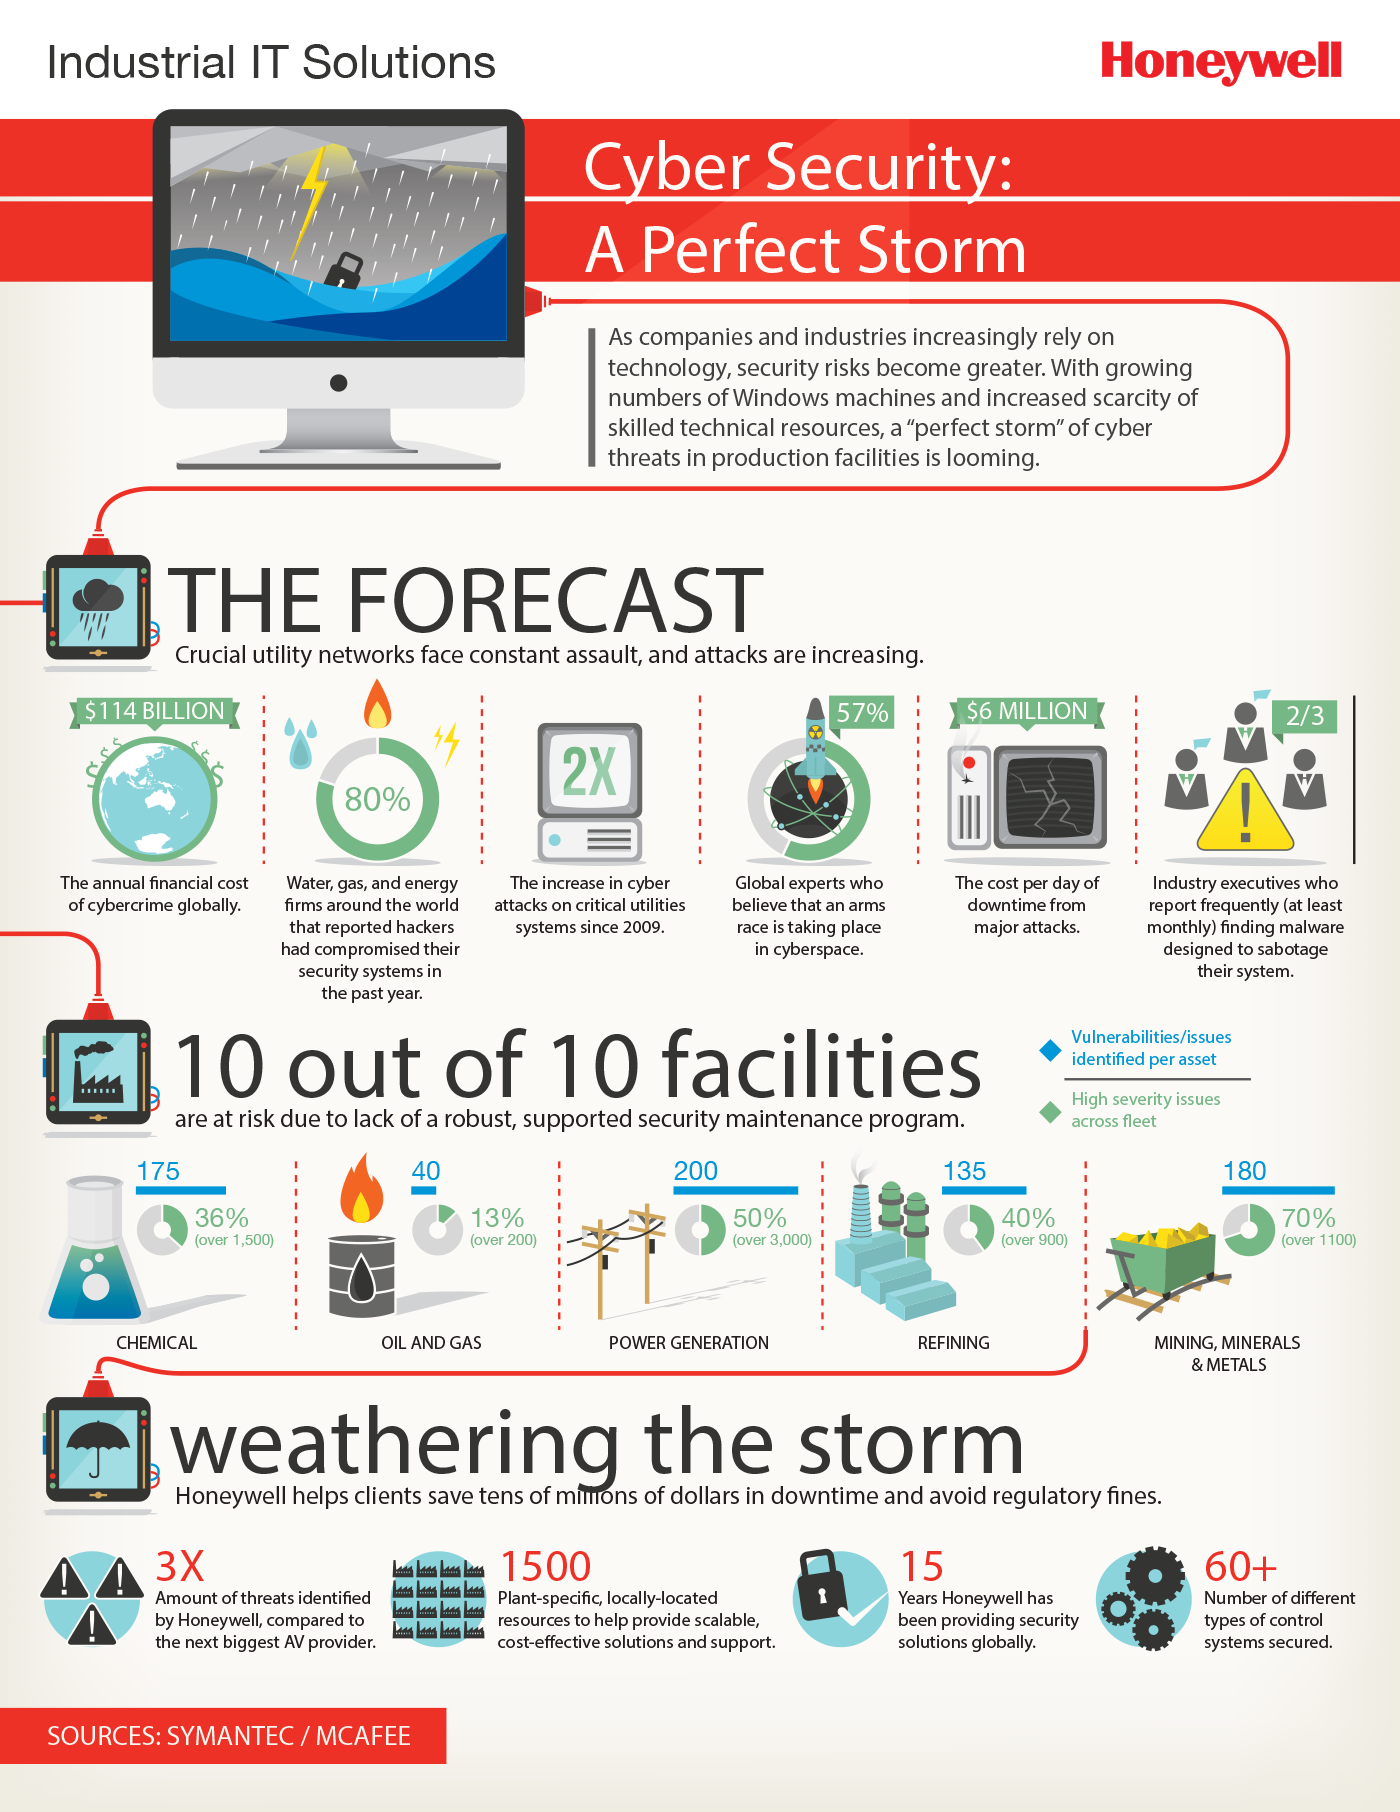 Industrial IT Solutions
Honeywell
Cyber Security:
A Perfect Storm
As companies and industries increasingly rely on
technology, security risks become greater. With growing
numbers of Windows machines and increased scarcity of
skilled technical resources, a “perfect storm” of cyber
threats in production facilities is looming.
THE FORECAST
Crucial utility networks face constant assault, and attacks are increasing.
$114 BILLION
The annual financial cost
of cybercrime globally.
80%
Water, gas, and energy
firms around the world
that reported hackers
had compromised their
security systems in
the past year.
2X
The increase in cyber
attacks on critical utilities
systems since 2009.
57%
Global experts who
believe that an arms
race is taking place
in cyberspace.
$6 MILLION
The cost per day of
downtime from
major attacks.
2/3
Industry executives who
report frequently (at least
monthly) finding malware
designed to sabotage
their system.
10 out of 10 facilities
are at risk due to lack of a robust, supported security maintenance program.
Vulnerabilities/issues
identified per asset
High severity issues
across fleet
175
36%
(over 1,500)
CHEMICAL
40
13%
(over 200)
OIL AND GAS
200
50%
(over 3,000)
POWER GENERATION
135
40%
(over 900)
REFINING
180
70%
(over 1100)
MINING, MINERALS
& METALS
weathering the storm
Honeywell helps clients save tens of millions of dollars in downtime and avoid regulatory fines.
3X
Amount of threats identified
by Honeywell, compared to
the next biggest AV provider.
1500
Plant-specific, locally-located
resources to help provide scalable,
cost-effective solutions and support.
15
Years Honeywell has
been providing security
solutions globally.
60+
Number of different
types of control
systems secured.
SOURCES: SYMANTEC / MCAFEE